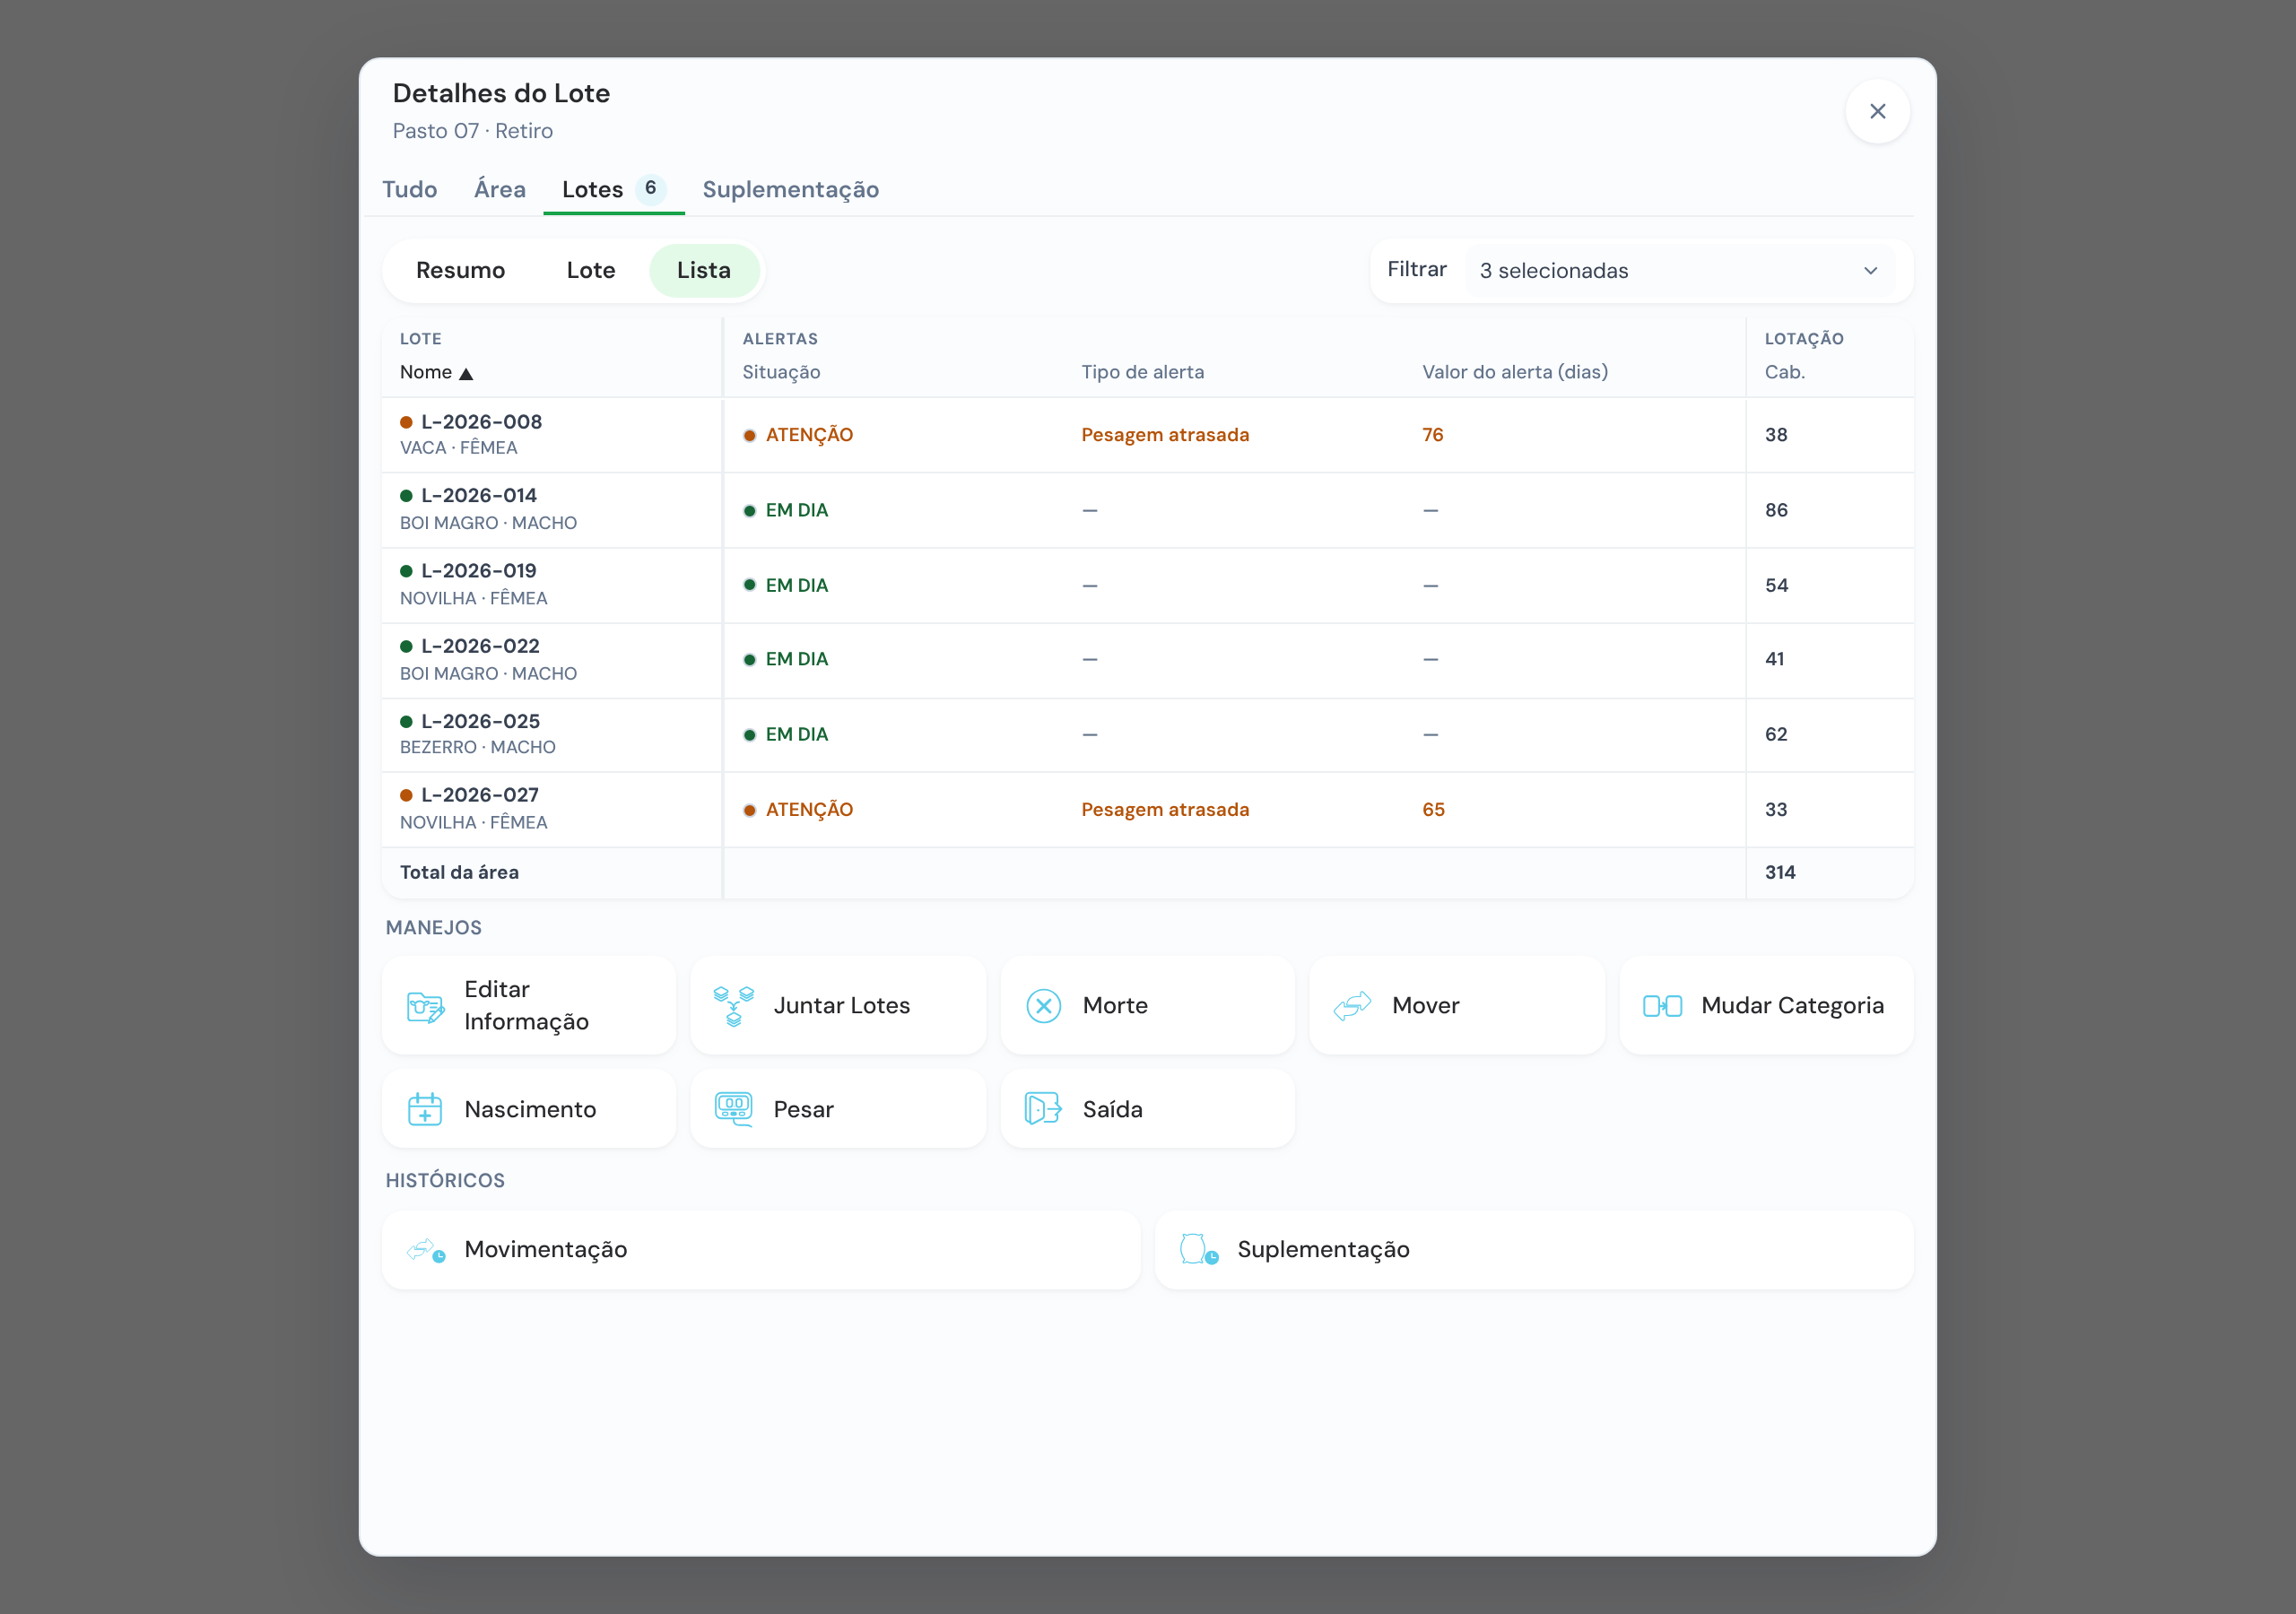 Detalhes do Lote
Pasto 07 · Retiro
Tudo Área Lotes 6 Suplementação
Resumo Lote Lista Filtrar 3 selecionadas
LOTE ALERTAS LOTAÇÃO
Nome ▲ Situação Tipo de alerta Valor do alerta (dias) Cab.
L-2026-008
VACA · FÊMEA
ATENÇÃO Pesagem atrasada 76 38
L-2026-014
BOI MAGRO · MACHO
EM DIA — — 86
L-2026-019
NOVILHA · FÊMEA
EM DIA — — 54
L-2026-022
BOI MAGRO · MACHO
EM DIA — — 41
L-2026-025
BEZERRO · MACHO
EM DIA — — 62
L-2026-027
NOVILHA · FÊMEA
ATENÇÃO Pesagem atrasada 65 33
Total da área 314
MANEJOS
Editar
Informação
Juntar Lotes
Morte
Mover
Mudar Categoria
Nascimento
Pesar
Saída
HISTÓRICOS
Movimentação
Suplementação